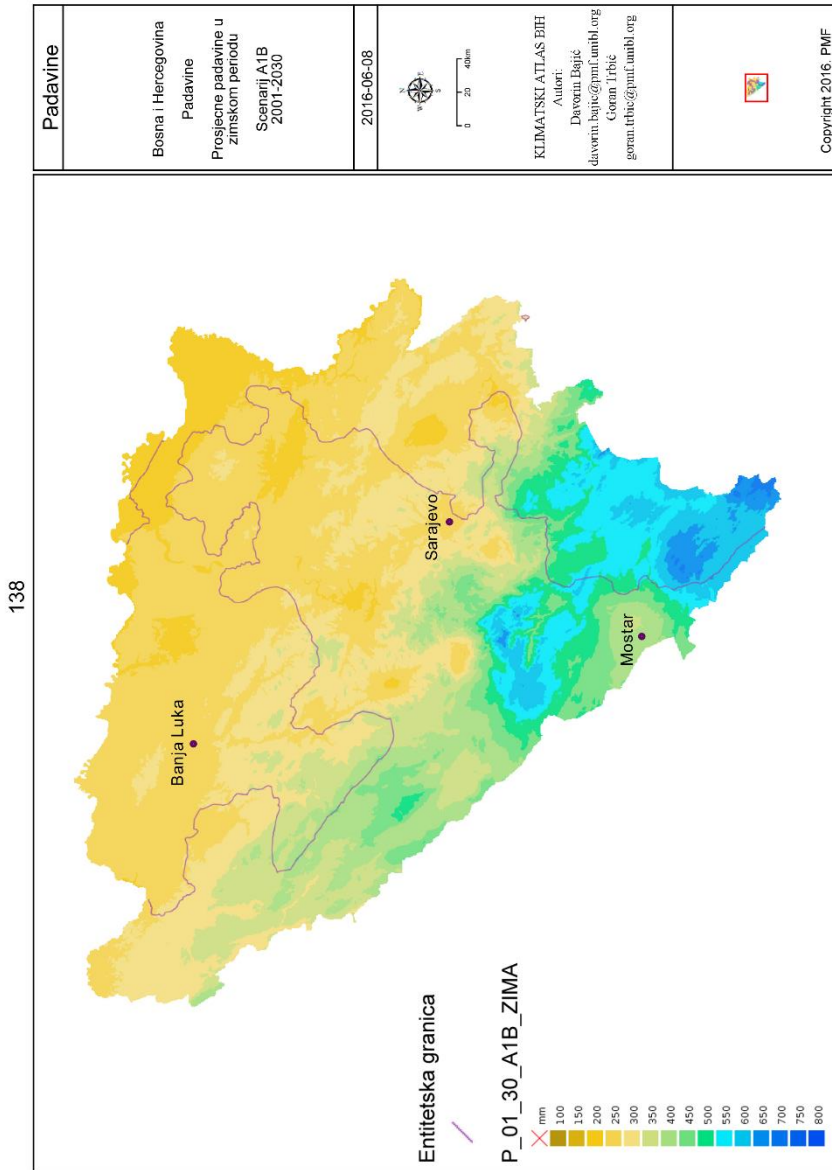 138
Padavine
Bosna i Hercegovina
Padavine
Prosjecne padavine u
zimskom periodu
Scenarij A1B
2001-2030
2016-06-08
N
W
E
S
0 20 40km
KLIMATSKI ATLAS BIH
Autori:
Davorin Bajić
davorin.bajic@pmf.unibl.org
Goran Trbić
goran.trbic@pmf.unibl.org
Copyright 2016. PMF
Banja Luka
Sarajevo
Mostar
Entitetska granica
P_01_30_A1B_ZIMA
mm
100
150
200
250
300
350
400
450
500
550
600
650
700
750
800